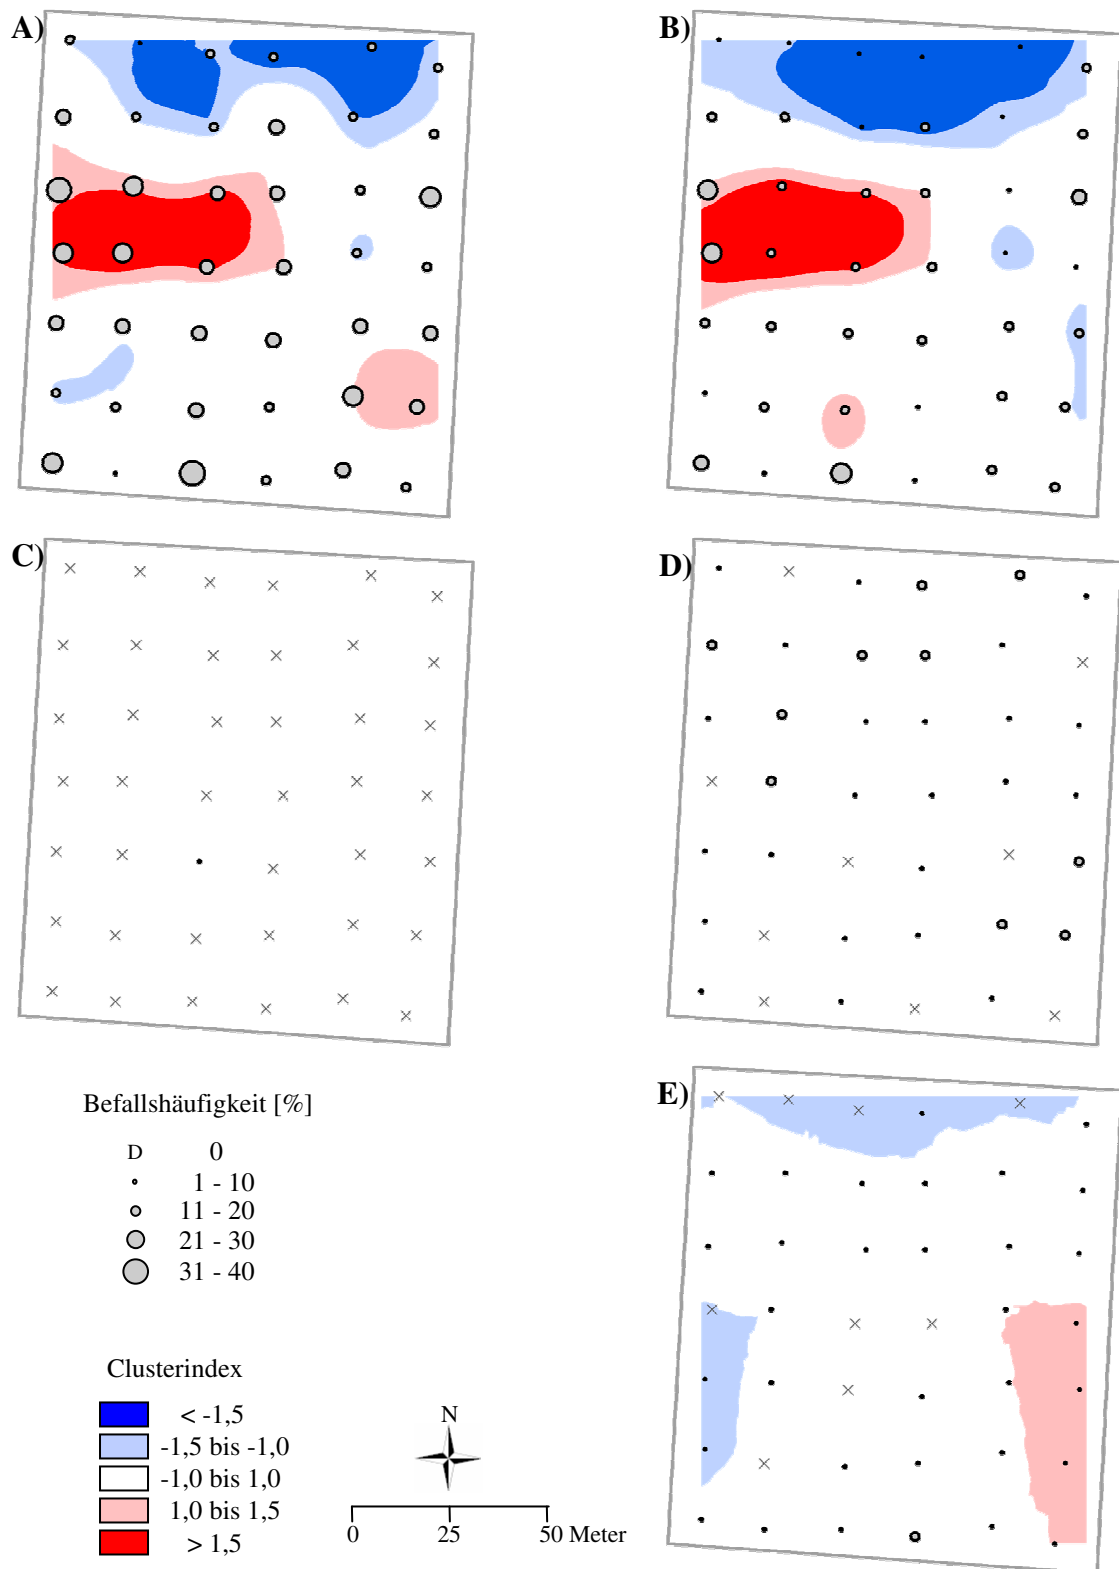 A)
B)
C)
D)
E)
Befallshäufigkeit [%]
D 0
1 - 10
11 - 20
21 - 30
31 - 40
Clusterindex
< -1,5
-1,5 bis -1,0
-1,0 bis 1,0
1,0 bis 1,5
> 1,5
N
0 25 50 Meter